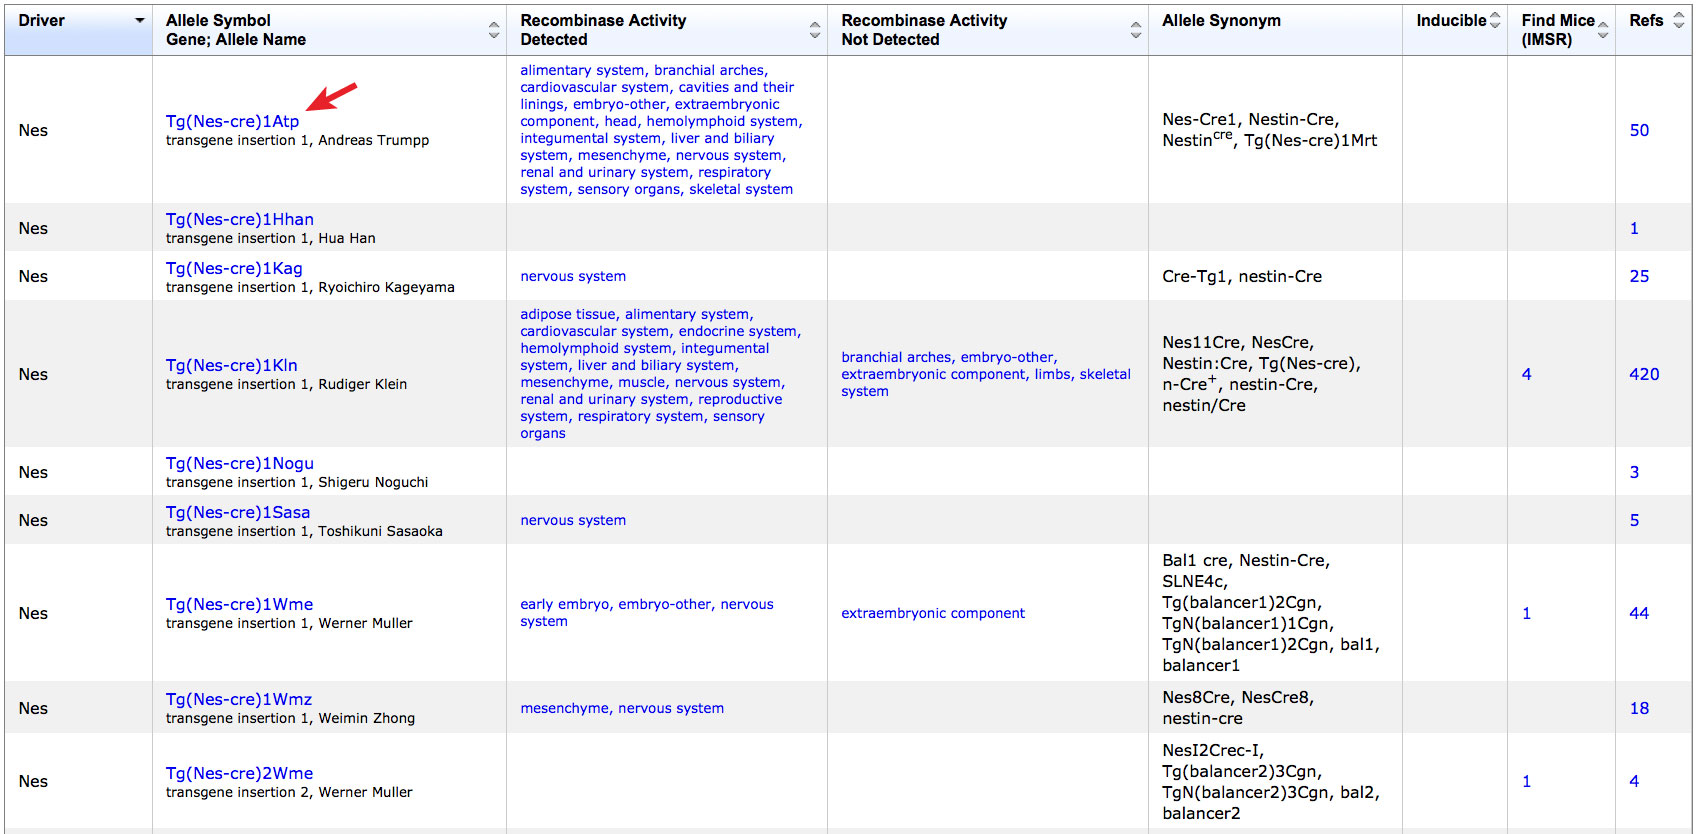 Driver
Allele Symbol
Gene; Allele Name
Recombinase Activity
Detected
Recombinase Activity
Not Detected
Allele Synonym
Inducible
Find Mice
(IMSR)
Refs
Nes
Tg(Nes-cre)1Atp
transgene insertion 1, Andreas Trumpp
alimentary system, branchial arches,
cardiovascular system, cavities and their
linings, embryo-other, extraembryonic
component, head, hemolymphoid system,
integumental system, liver and biliary
system, mesenchyme, nervous system,
renal and urinary system, respiratory
system, sensory organs, skeletal system
Nes-Cre1, Nestin-Cre,
Nestincre, Tg(Nes-cre)1Mrt
50
Nes
Tg(Nes-cre)1Hhan
transgene insertion 1, Hua Han
1
Nes
Tg(Nes-cre)1Kag
transgene insertion 1, Ryoichiro Kageyama
nervous system
Cre-Tg1, nestin-Cre
25
Nes
Tg(Nes-cre)1Kln
transgene insertion 1, Rudiger Klein
adipose tissue, alimentary system,
cardiovascular system, endocrine system,
hemolymphoid system, integumental
system, liver and biliary system,
mesenchyme, muscle, nervous system,
renal and urinary system, reproductive
system, respiratory system, sensory
organs
branchial arches, embryo-other,
extraembryonic component, limbs, skeletal
system
Nes11Cre, NesCre,
Nestin:Cre, Tg(Nes-cre),
n-Cre+, nestin-Cre,
nestin/Cre
4
420
Nes
Tg(Nes-cre)1Nogu
transgene insertion 1, Shigeru Noguchi
3
Nes
Tg(Nes-cre)1Sasa
transgene insertion 1, Toshikuni Sasaoka
nervous system
5
Nes
Tg(Nes-cre)1Wme
transgene insertion 1, Werner Muller
early embryo, embryo-other, nervous
system
extraembryonic component
Bal1 cre, Nestin-Cre,
SLNE4c,
Tg(balancer1)2Cgn,
TgN(balancer1)1Cgn,
TgN(balancer1)2Cgn, bal1,
balancer1
1
44
Nes
Tg(Nes-cre)1Wmz
transgene insertion 1, Weimin Zhong
mesenchyme, nervous system
Nes8Cre, NesCre8,
nestin-cre
18
Nes
Tg(Nes-cre)2Wme
transgene insertion 2, Werner Muller
NesI2Crec-I,
Tg(balancer2)3Cgn,
TgN(balancer2)3Cgn, bal2,
balancer2
1
4